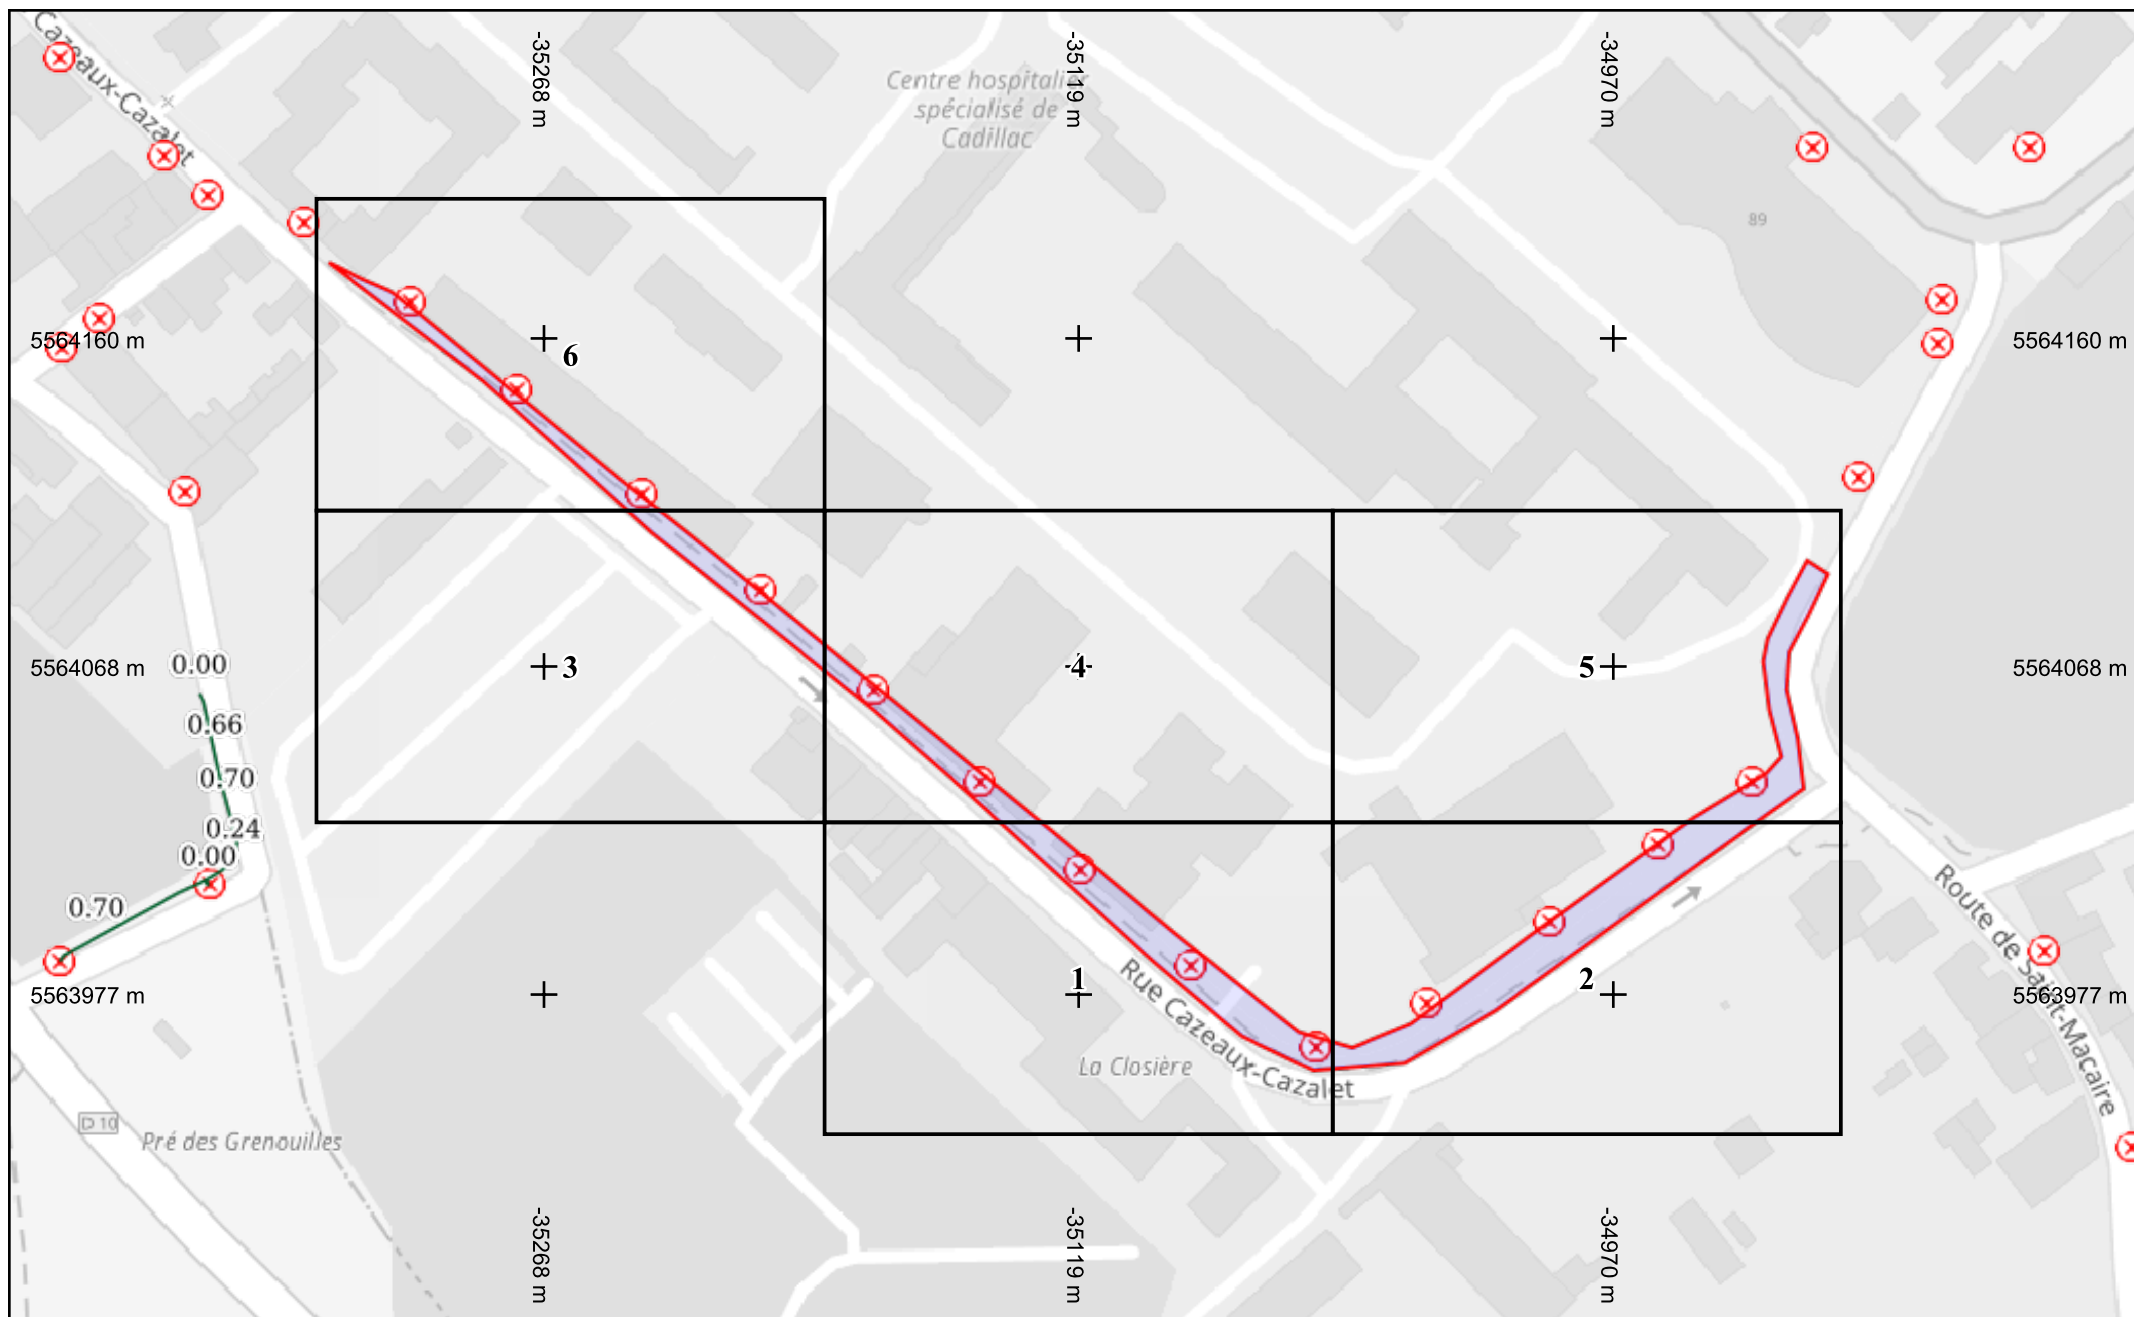 Cazeaux-Cazalet
-35268 m
-35119 m
-34970 m
Centre hospitalier
spécialisé de
Cadillac
89
5564160 m
6
5564160 m
0.00
5564068 m
3
4
5
5564068 m
0.66
0.70
0.24
0.00
0.70
Route de Saint-Macaire
5563977 m
1
2
5563977 m
Rue Cazeaux-Cazalet
La Closière
D 10
Pré des Grenouilles
-35268 m
-35119 m
-34970 m